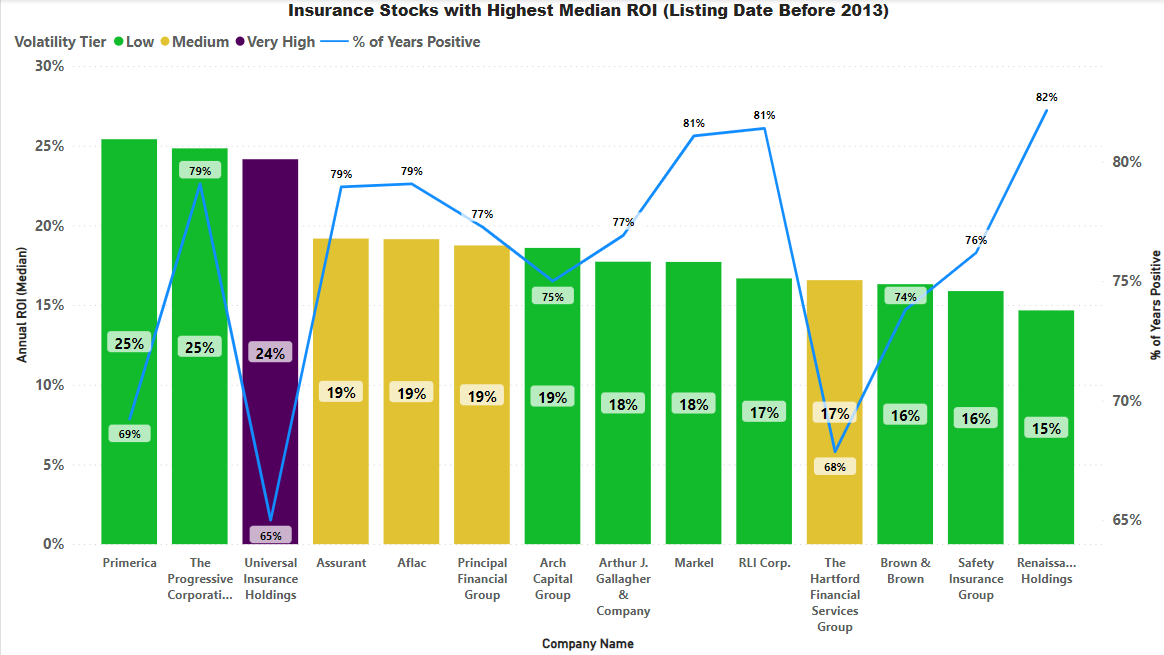 Insurance Stocks with Highest Median ROI (Listing Date Before 2013)
Volatility Tier Low Medium Very High % of Years Positive
30%
25%
20%
15%
10%
5%
0%
Annual ROI (Median)
80%
75%
70%
65%
% of Years Positive
69%
79%
65%
79%
79%
77%
75%
77%
81%
81%
68%
74%
76%
82%
25%
25%
24%
19%
19%
19%
19%
18%
18%
17%
17%
16%
16%
15%
Primerica
The
Progressive
Corporati...
Universal
Insurance
Holdings
Assurant
Aflac
Principal
Financial
Group
Arch
Capital
Group
Arthur J.
Gallagher
&
Company
Markel
RLI Corp.
The
Hartford
Financial
Services
Group
Brown &
Brown
Safety
Insurance
Group
Renaissa...
Holdings
Company Name